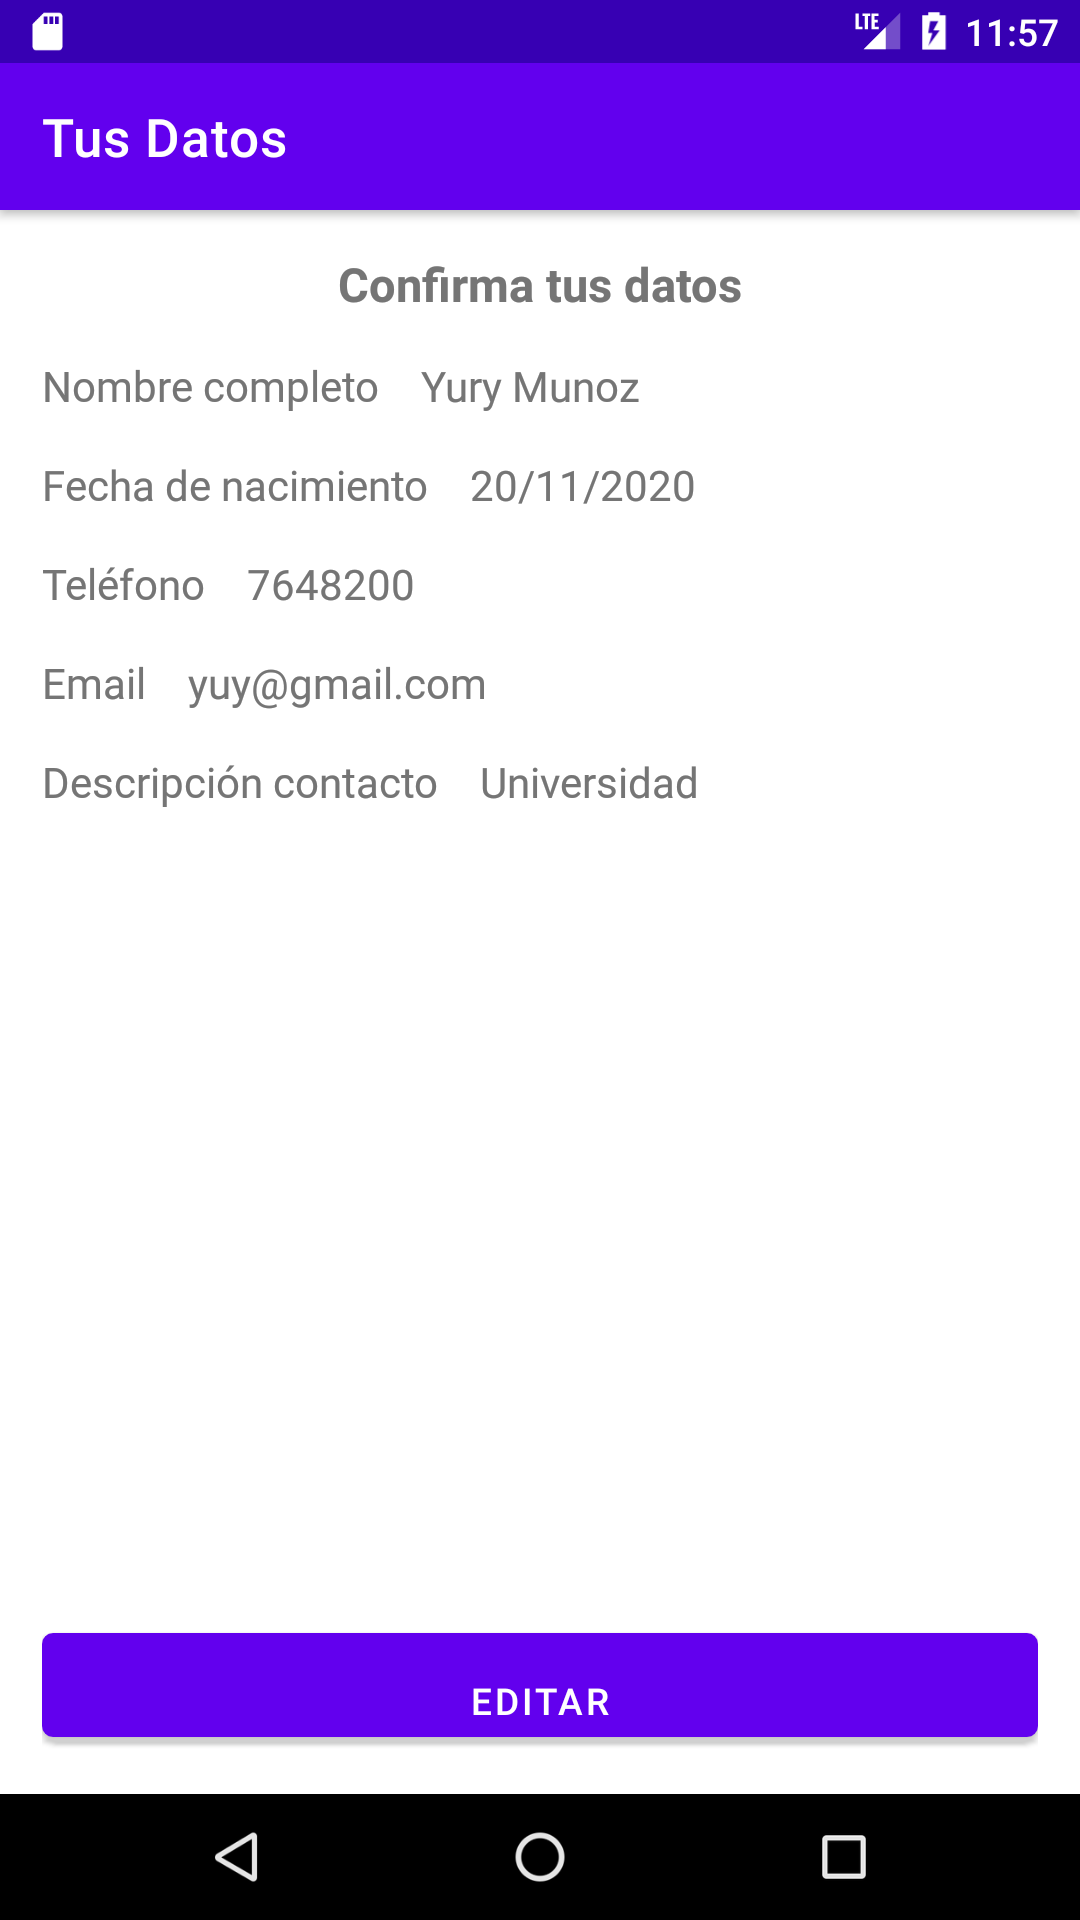 LTE 11:57
Tus Datos
Confirma tus datos
Nombre completo Yury Munoz
Fecha de nacimiento 20/11/2020
Teléfono 7648200
Email yuy@gmail.com
Descripción contacto Universidad
EDITAR